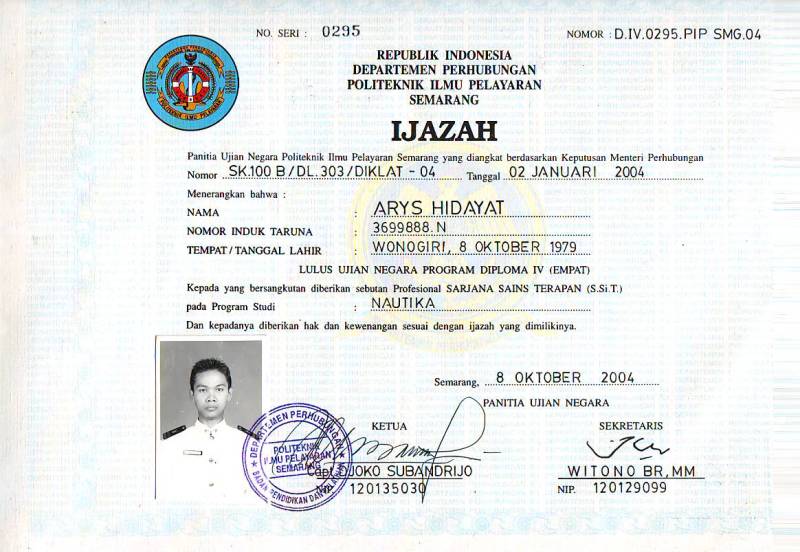 NO. SERI : 0295
NOMOR : D.IV.0295.PIP SMG.04
REPUBLIK INDONESIA
DEPARTEMEN PERHUBUNGAN
POLITEKNIK ILMU PELAYARAN
SEMARANG
IJAZAH
Panitia Ujian Negara Politeknik Ilmu Pelayaran Semarang yang diangkat berdasarkan Keputusan Menteri Perhubungan
Nomor SK.100 B/DL.303/DIKLAT - 04 Tanggal 02 JANUARI 2004
Menerangkan bahwa :
NAMA : ARYS HIDAYAT
NOMOR INDUK TARUNA : 3699888.N
TEMPAT/TANGGAL LAHIR : WONOGIRI, 8 OKTOBER 1979
LULUS UJIAN NEGARA PROGRAM DIPLOMA IV (EMPAT)
Kepada yang bersangkutan diberikan sebutan Profesional SARJANA SAINS TERAPAN (S.Si.T.)
pada Program Studi : NAUTIKA
Dan kepadanya diberikan hak dan kewenangan sesuai dengan ijazah yang dimilikinya.
Semarang, 8 OKTOBER 2004
PANITIA UJIAN NEGARA
KETUA SEKRETARIS
DEPARTEMEN PERHUBUNGAN
POLITEKNIK
ILMU PELAYARAN
SEMARANG
BADAN PENDIDIKAN DAN
Capt. DJOKO SUBANDRIJO WITONO BR, MM
NIP. 120135030 NIP. 120129099